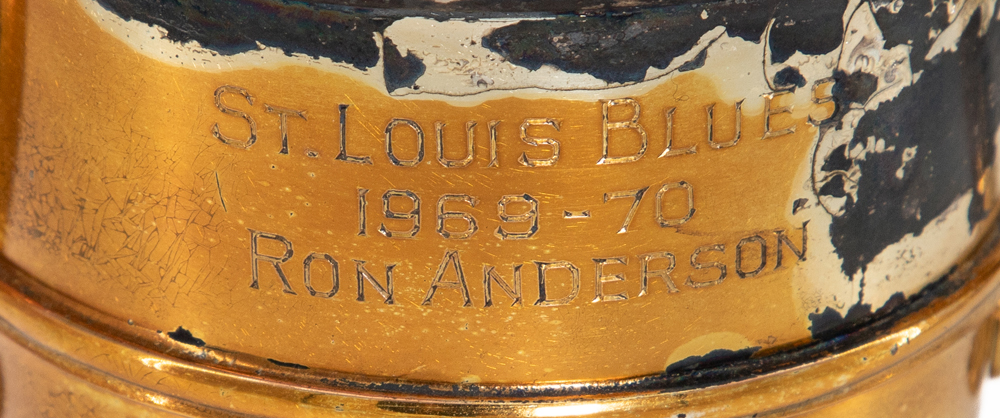 St. Louis Blues
1969-70
Ron Anderson